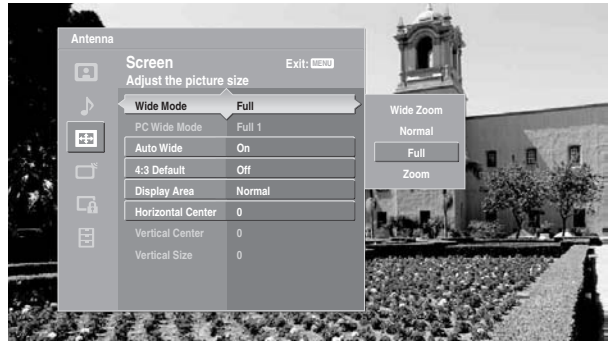 Antenna
Screen Exit: MENU
Adjust the picture size
Wide Mode Full
PC Wide Mode Full 1
Auto Wide On
4:3 Default Off
Display Area Normal
Horizontal Center 0
Vertical Center 0
Vertical Size 0
Wide Zoom
Normal
Full
Zoom